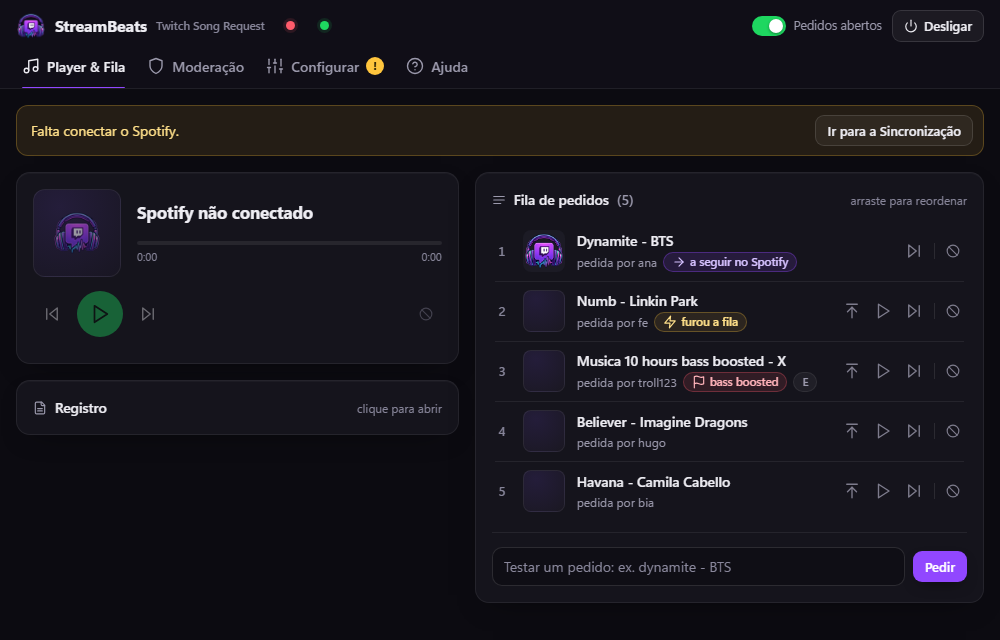 StreamBeats Twitch Song Request Pedidos abertos Desligar
Player & Fila Moderação Configurar ! Ajuda
Falta conectar o Spotify. Ir para a Sincronização
Spotify não conectado
0:00 0:00
Registro clique para abrir
Fila de pedidos (5) arraste para reordenar
1 Dynamite - BTS
pedida por ana → a seguir no Spotify
2 Numb - Linkin Park
pedida por fe furou a fila
3 Musica 10 hours bass boosted - X
pedida por troll123 bass boosted E
4 Believer - Imagine Dragons
pedida por hugo
5 Havana - Camila Cabello
pedida por bia
Testar um pedido: ex. dynamite - BTS Pedir